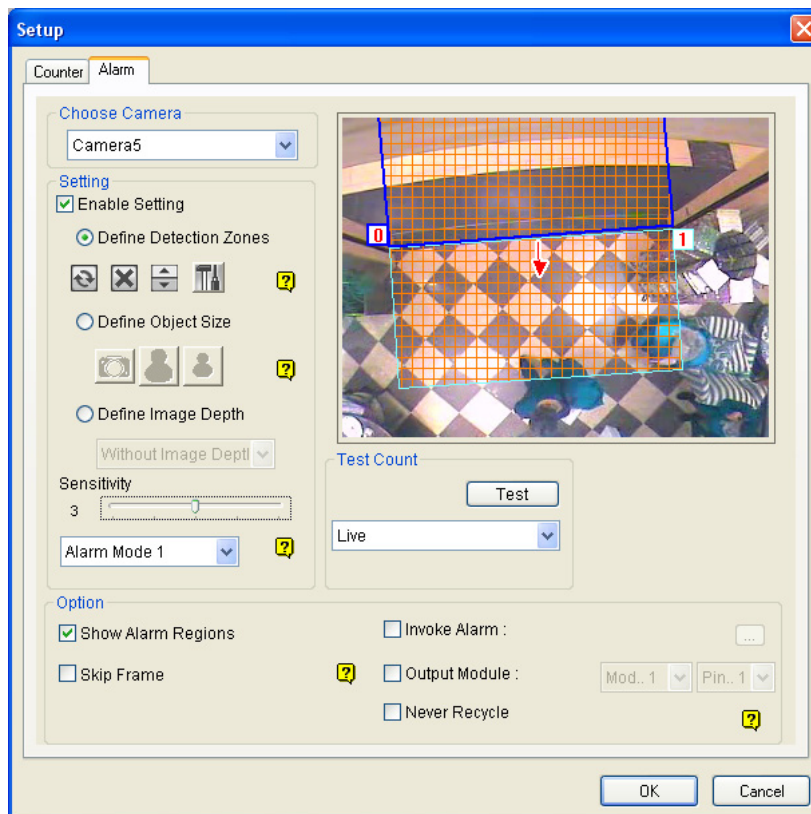 Setup
Counter
Alarm
Choose Camera
Camera5
Setting
Enable Setting
Define Detection Zones
?
Define Object Size
?
Define Image Depth
Without Image Deptl
Sensitivity
3
Alarm Mode 1
?
0
1
Test Count
Test
Live
Option
Show Alarm Regions
Skip Frame
?
Invoke Alarm :
...
Output Module :
Mod.. 1
Pin.. 1
Never Recycle
?
OK
Cancel